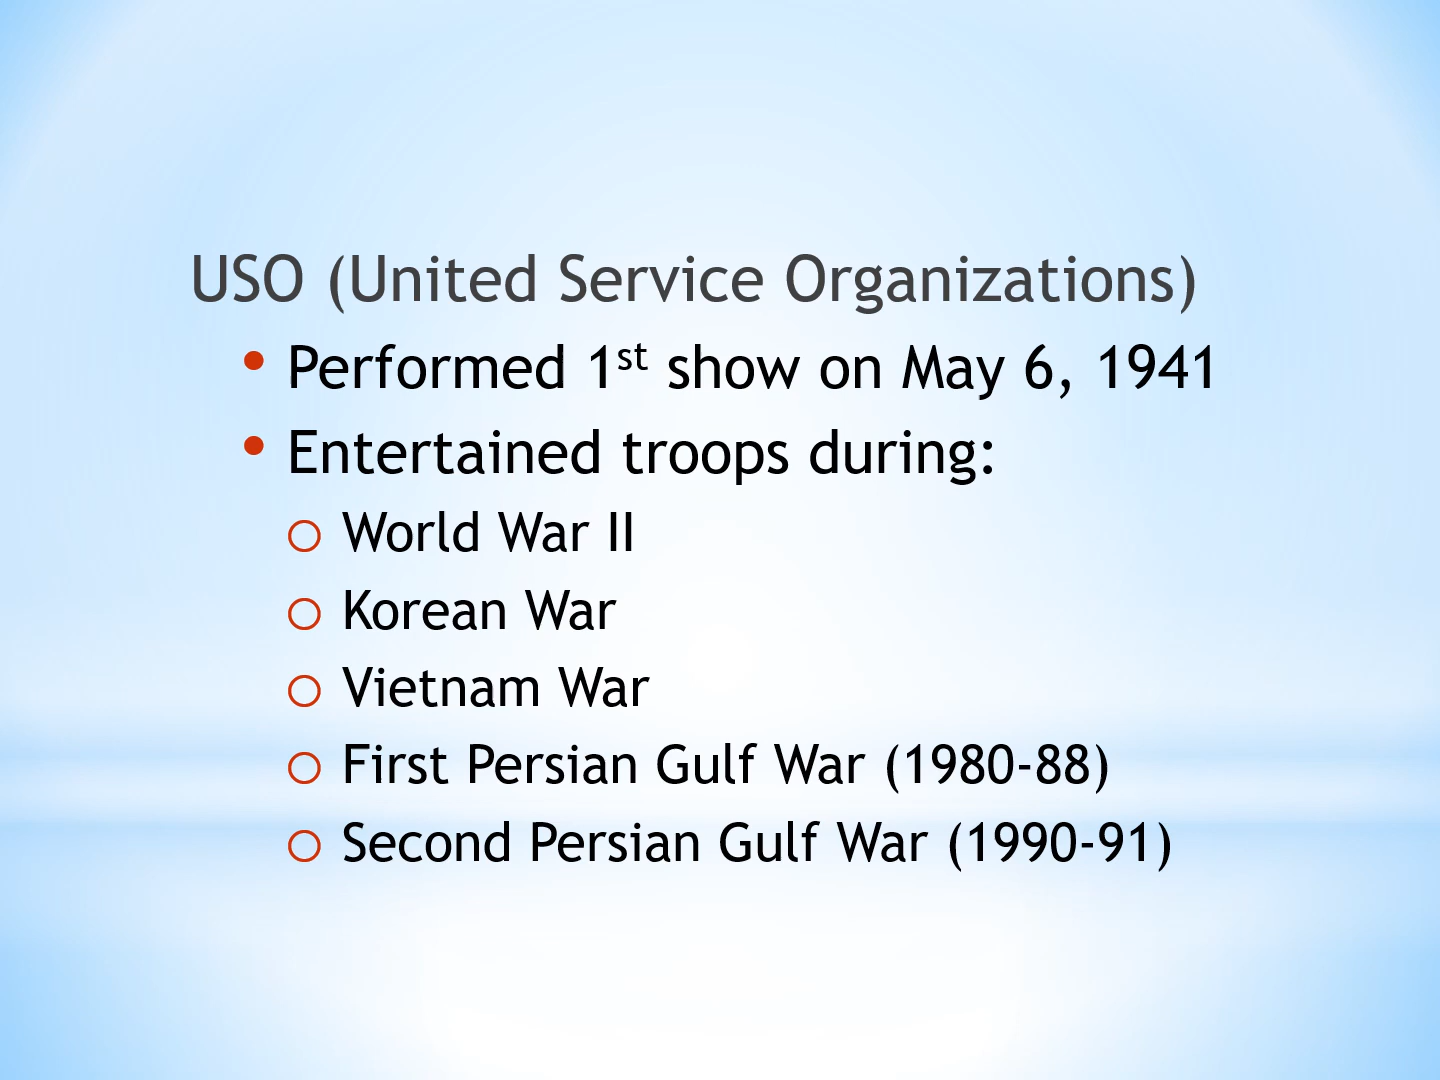 USO (United Service Organizations)
• Performed 1st show on May 6, 1941
• Entertained troops during:
○ World War II
○ Korean War
○ Vietnam War
○ First Persian Gulf War (1980-88)
○ Second Persian Gulf War (1990-91)